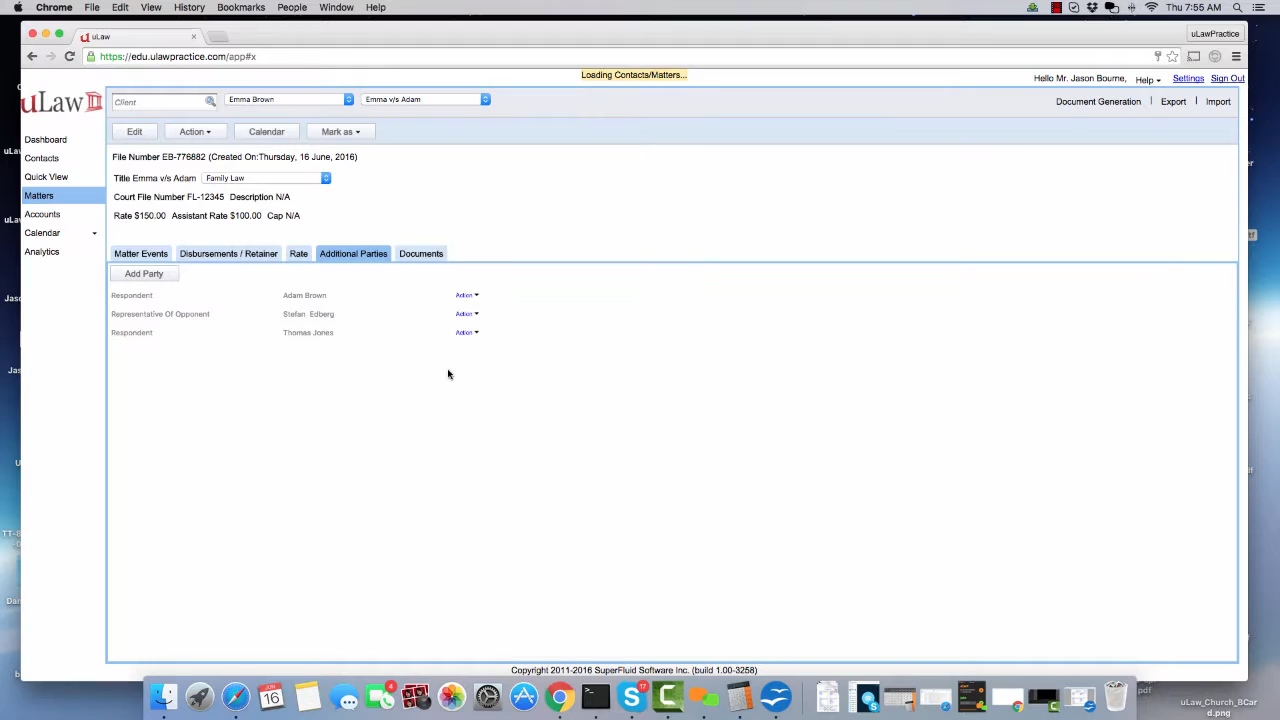 Chrome File Edit View History Bookmarks People Window Help Thu 7:55 AM
uLaw uLawPractice
https://edu.ulawpractice.com/app#x
Loading Contacts/Matters...
Hello Mr. Jason Bourne, Help Settings Sign Out
uLaw
Client Emma Brown Emma v/s Adam Document Generation Export Import
Edit Action Calendar Mark as
Dashboard
Contacts
Quick View
Matters
Accounts
Calendar
Analytics
File Number EB-776882 (Created On:Thursday, 16 June, 2016)
Title Emma v/s Adam Family Law
Court File Number FL-12345 Description N/A
Rate $150.00 Assistant Rate $100.00 Cap N/A
Matter Events Disbursements / Retainer Rate Additional Parties Documents
Add Party
Respondent Adam Brown Action
Representative Of Opponent Stefan Edberg Action
Respondent Thomas Jones Action
Copyright 2011-2016 SuperFluid Software Inc. (build 1.00-3258)
4
16
17
pdf
uLaw_Church_BCar
d.png